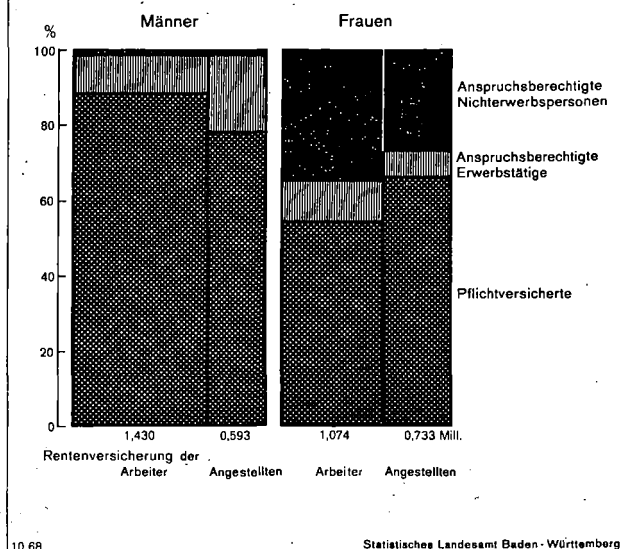 Männer Frauen
%
100
80
60
40
20
0
Anspruchsberechtigte
Nichterwerbspersonen
Anspruchsberechtigte
Erwerbstätige
Pflichtversicherte
1,430 0,593 1,074 0,733 Mill.
Rentenversicherung der
Arbeiter Angestellten Arbeiter Angestellten
10 68 Statistisches Landesamt Baden-Württemberg